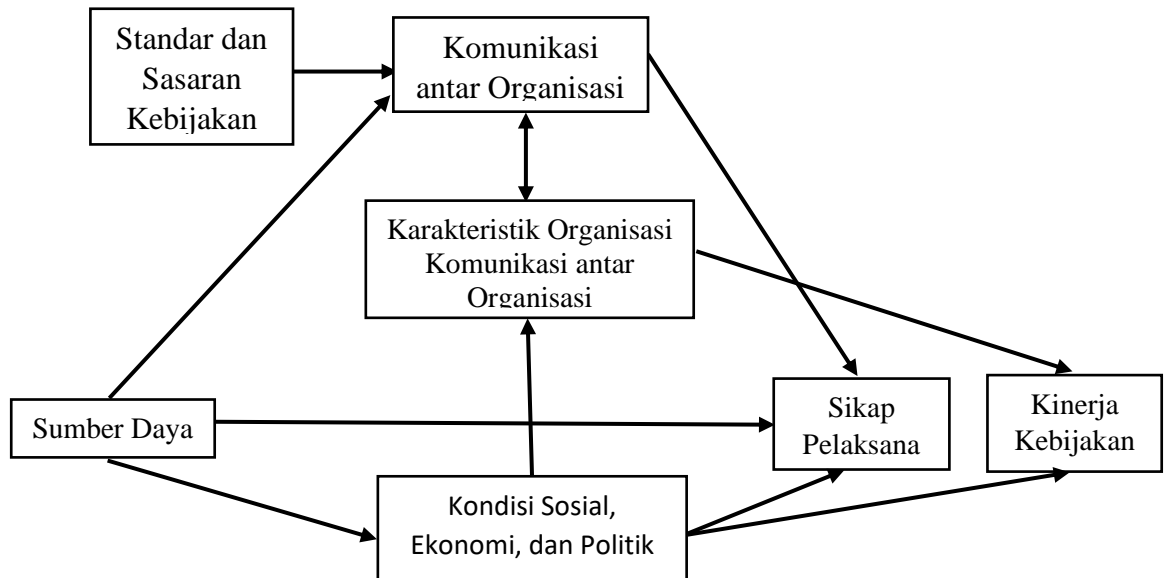 Standar dan
Sasaran
Kebijakan
Komunikasi
antar Organisasi
Karakteristik Organisasi
Komunikasi antar
Organisasi
Sumber Daya
Sikap
Pelaksana
Kinerja
Kebijakan
Kondisi Sosial,
Ekonomi, dan Politik